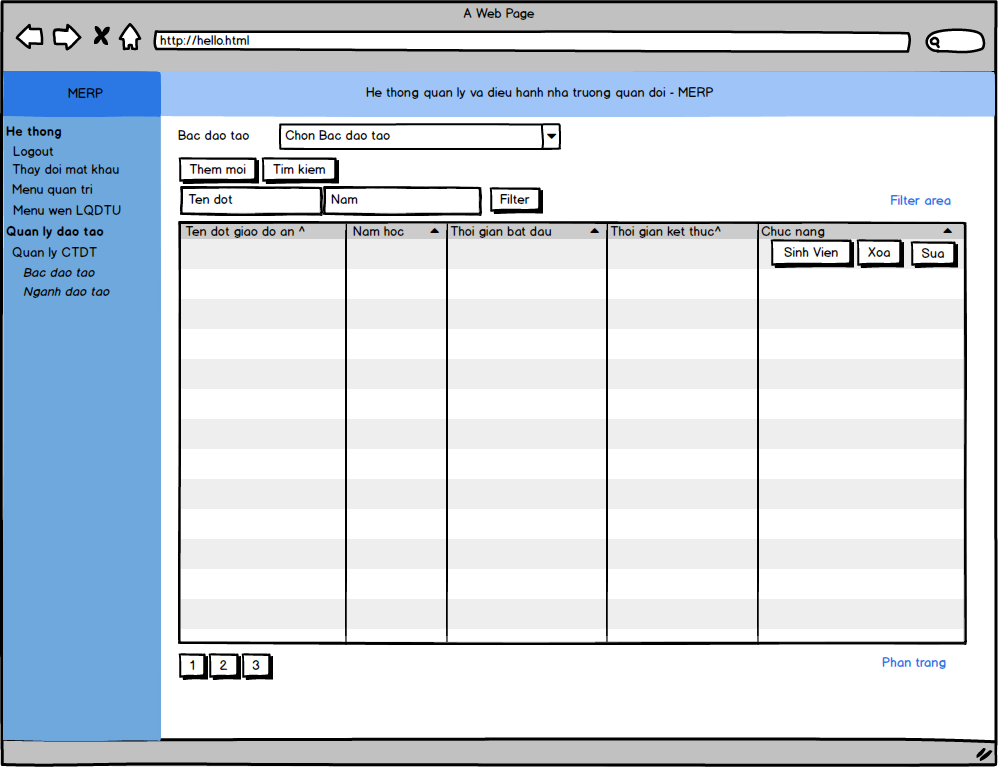 A Web Page
http://hello.html
MERP
He thong quan ly va dieu hanh nha truong quan doi - MERP
He thong
Logout
Thay doi mat khau
Menu quan tri
Menu wen LQDTU
Quan ly dao tao
Quan ly CTDT
Bac dao tao
Nganh dao tao
Bac dao tao Chon Bac dao tao
Them moi Tim kiem
Ten dot Nam Filter Filter area
Ten dot giao do an ^ Nam hoc Thoi gian bat dau Thoi gian ket thuc^ Chuc nang
Sinh Vien Xoa Sua
1 2 3 Phan trang